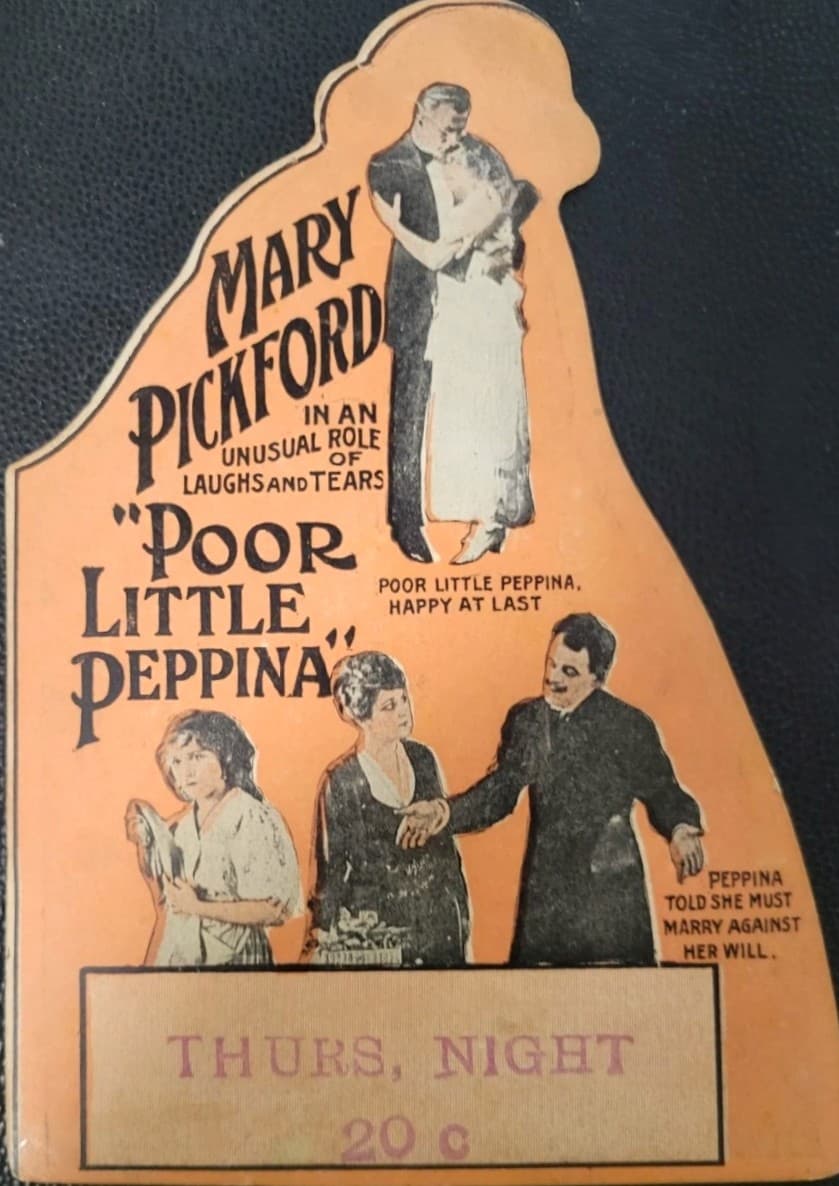 MARY
PICKFORD
IN AN
UNUSUAL ROLE
OF
LAUGHS AND TEARS
"POOR
LITTLE
PEPPINA"
POOR LITTLE PEPPINA,
HAPPY AT LAST
PEPPINA
TOLD SHE MUST
MARRY AGAINST
HER WILL.
THURS, NIGHT
20 c